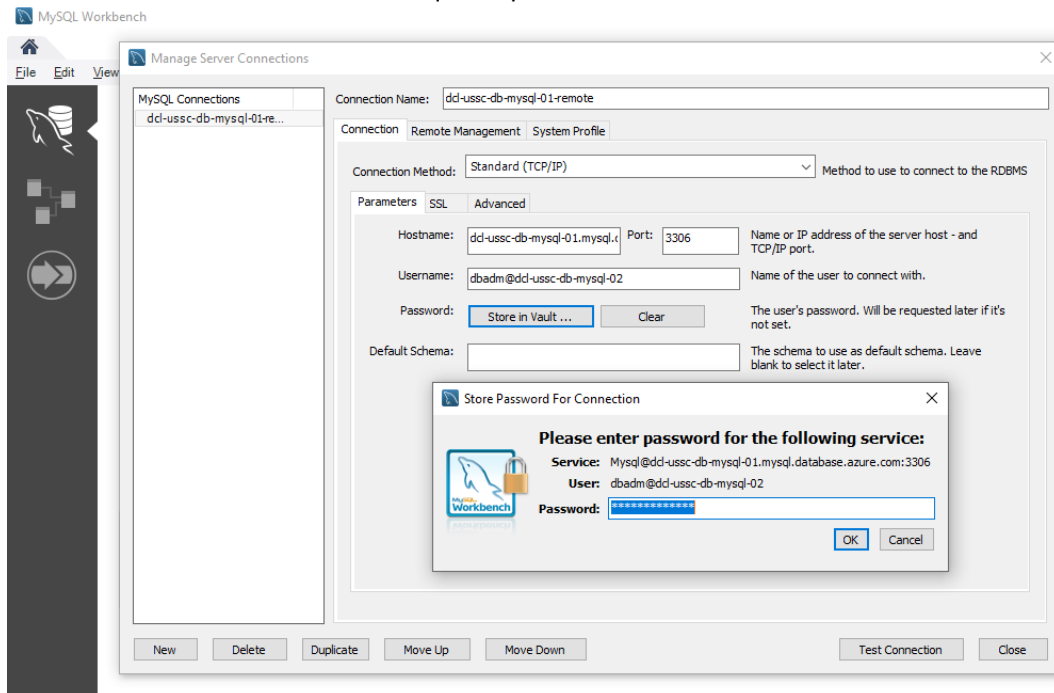 MySQL Workbench
File Edit View
Manage Server Connections
MySQL Connections
dcl-ussc-db-mysql-01-re...
Connection Name: dcl-ussc-db-mysql-01-remote
Connection Remote Management System Profile
Connection Method: Standard (TCP/IP) Method to use to connect to the RDBMS
Parameters SSL Advanced
Hostname: dcl-ussc-db-mysql-01.mysql.c Port: 3306 Name or IP address of the server host - and
TCP/IP port.
Username: dbadm@dcl-ussc-db-mysql-02 Name of the user to connect with.
Password: Store in Vault ... Clear The user's password. Will be requested later if it's
not set.
Default Schema: The schema to use as default schema. Leave
blank to select it later.
Store Password For Connection
Please enter password for the following service:
Service: Mysql@dcl-ussc-db-mysql-01.mysql.database.azure.com:3306
User: dbadm@dcl-ussc-db-mysql-02
MySQL
Workbench
Password: *************
OK Cancel
New Delete Duplicate Move Up Move Down Test Connection Close